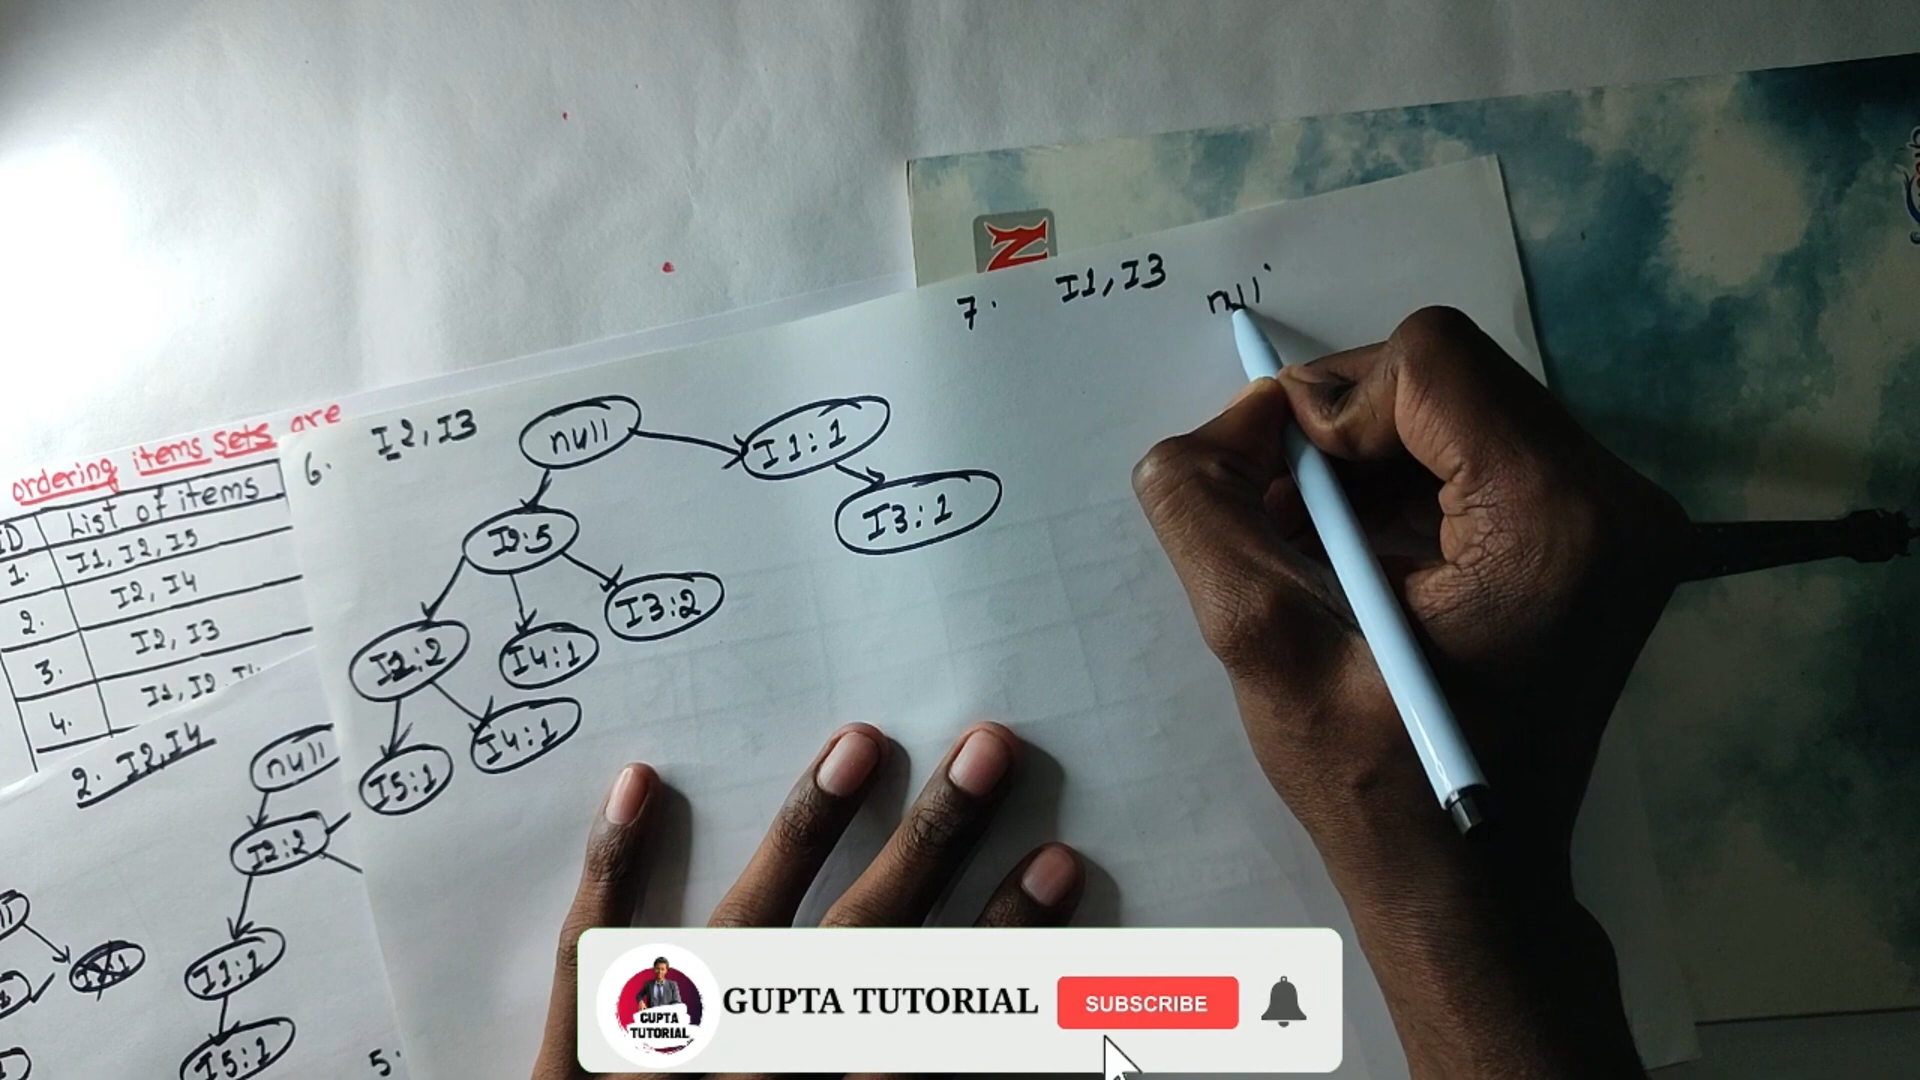 7. I1, I3
null
6. I2, I3
null
I1:1
I3:1
I2:5
I3:2
I4:1
I5:1
I4:1
ordering items sets are
ID List of items
1. I1, I2, I5
2. I2, I4
3. I2, I3
4. I1, I2
2. I2, I4
null
I2:2
I1:1
I5:1
5.
N
GUPTA TUTORIAL
GUPTA TUTORIAL
SUBSCRIBE